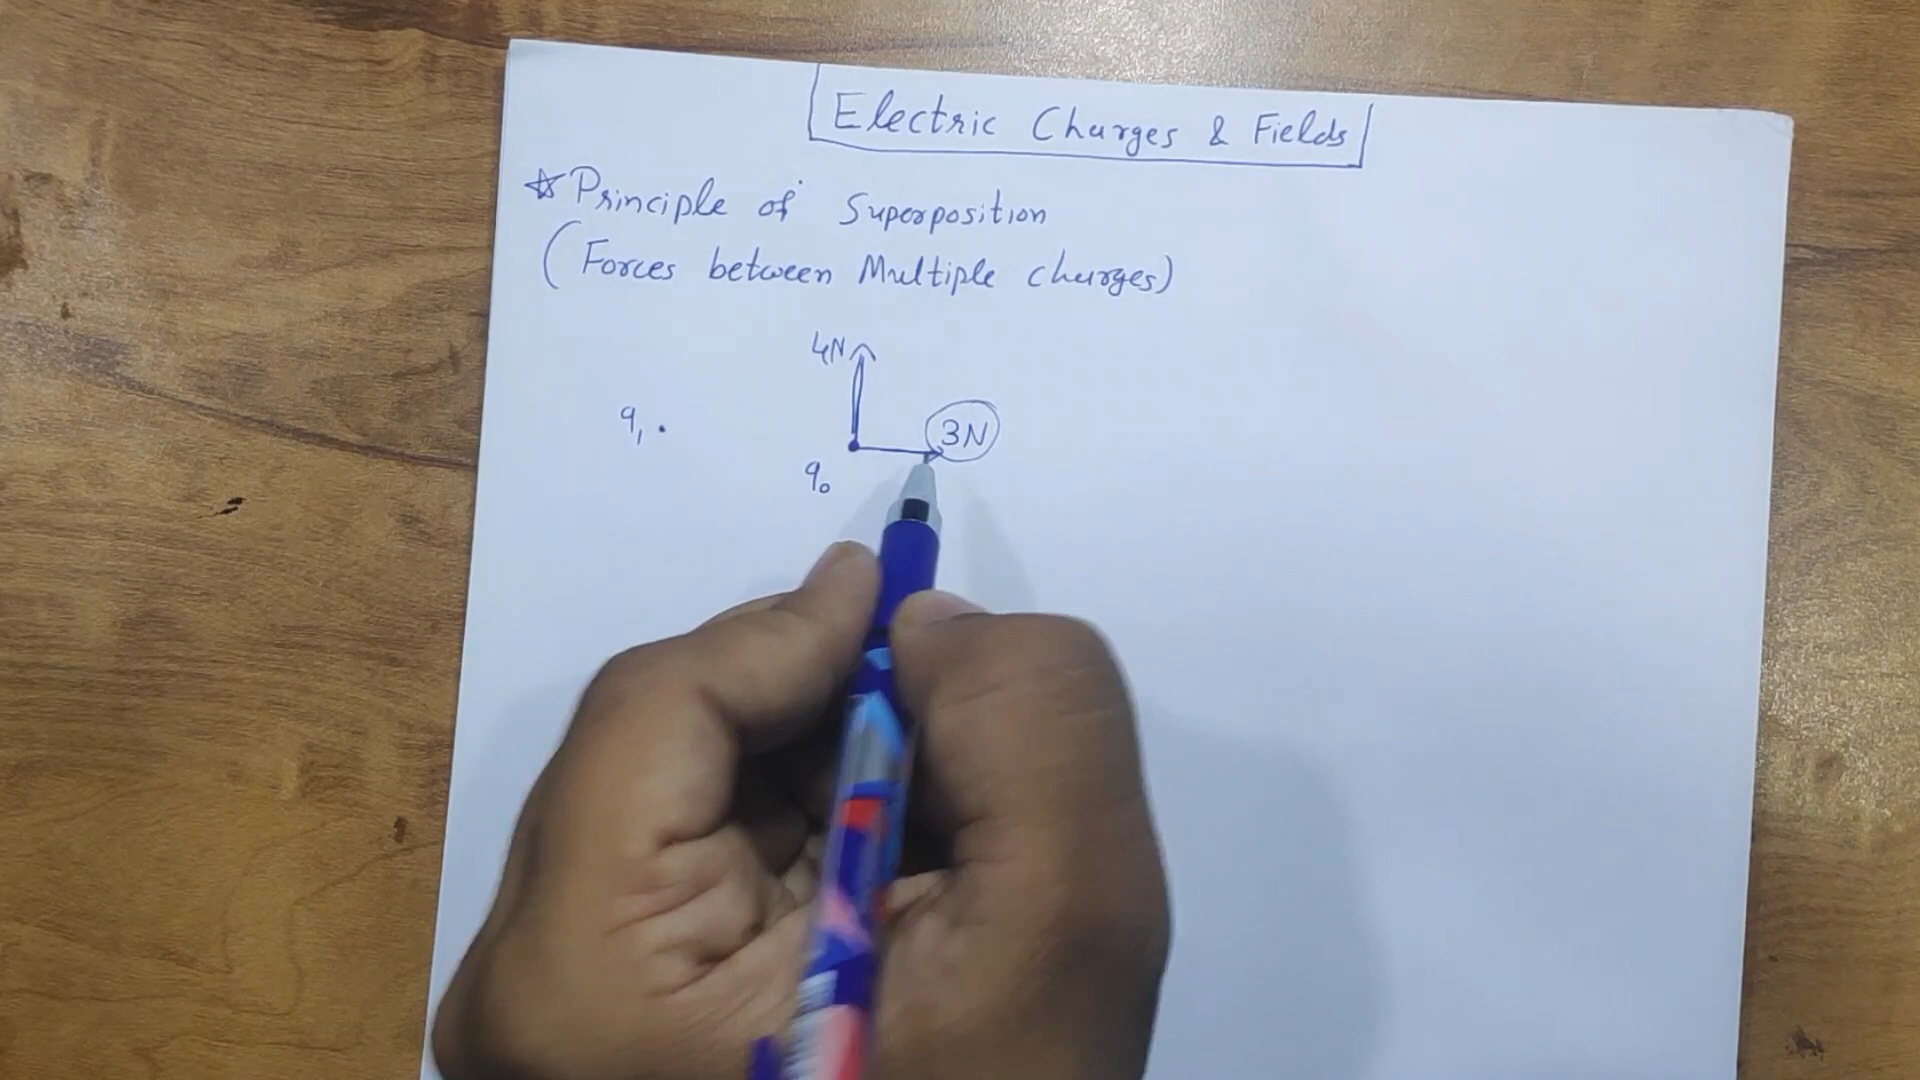 Electric Charges & Fields
☆ Principle of Superposition
(Forces between Multiple charges)
4N
q₁ .
3N
q₀